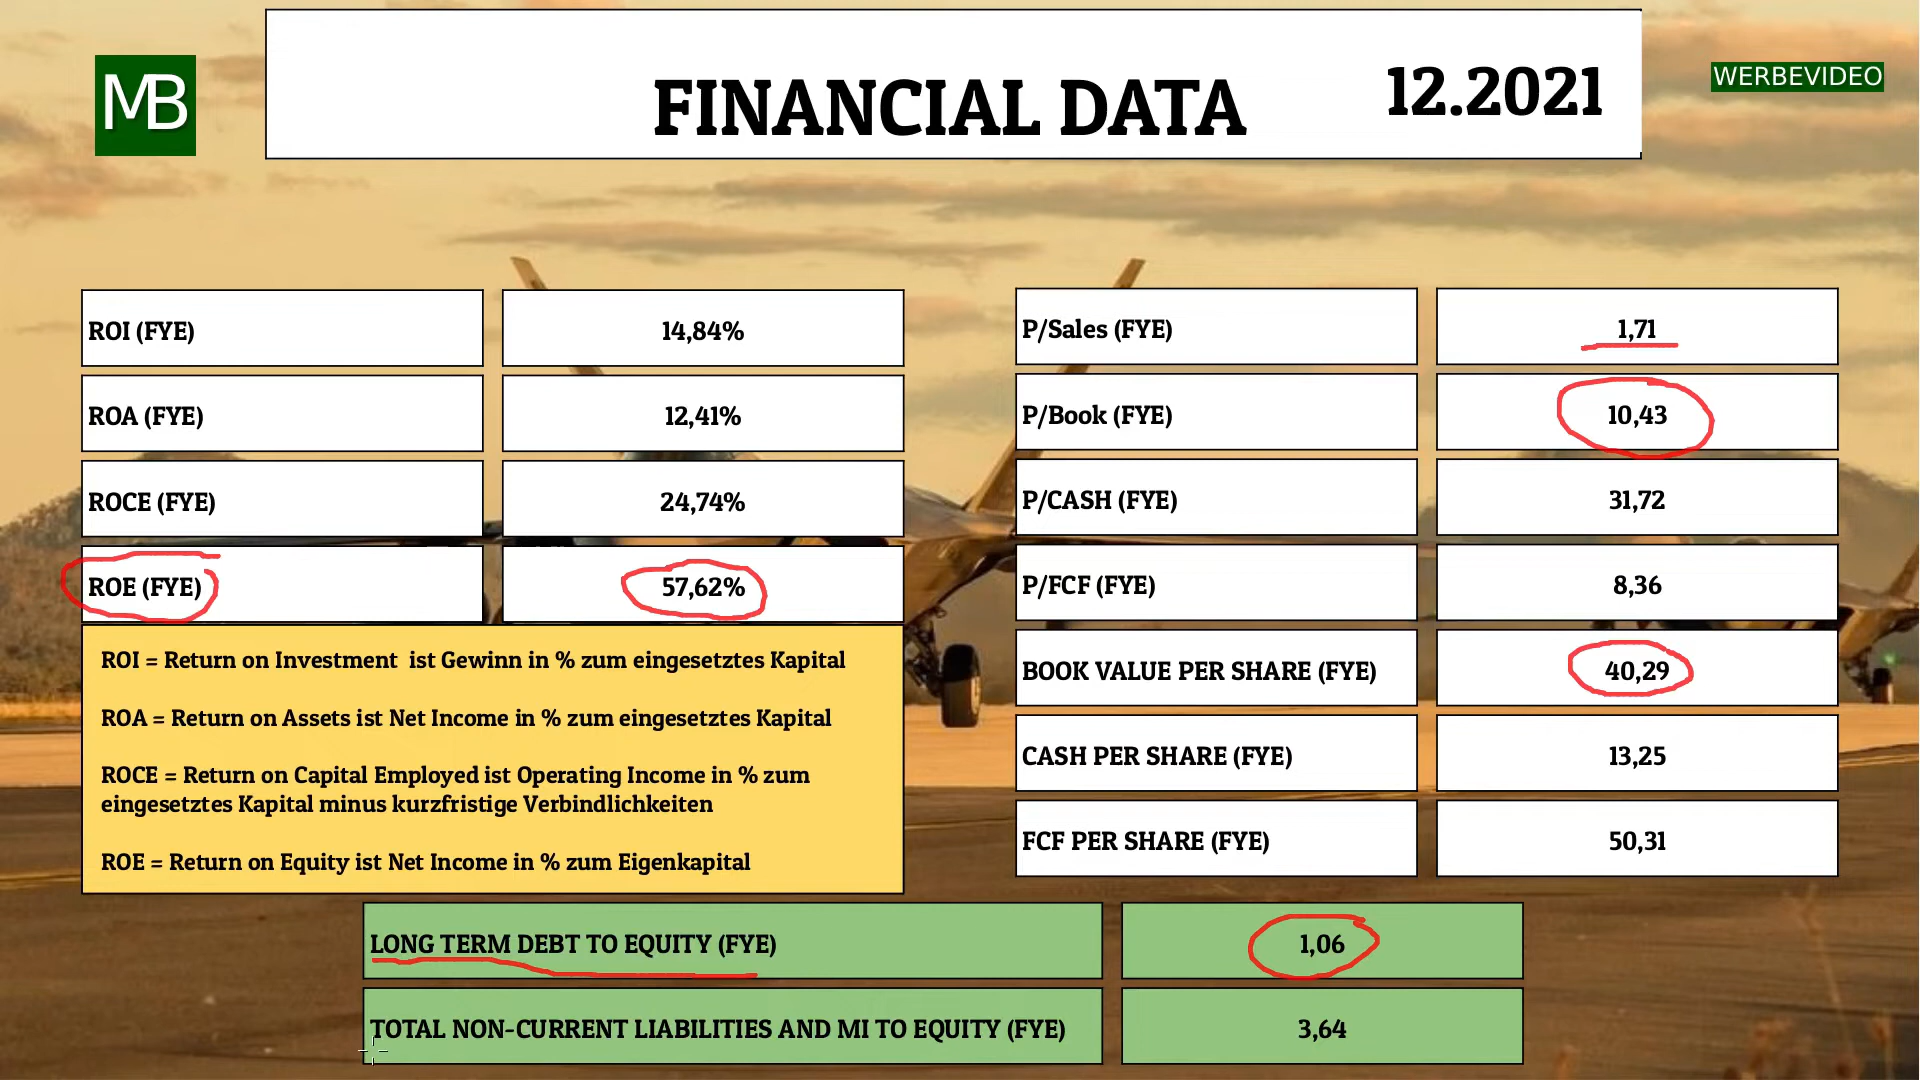 MB
FINANCIAL DATA
12.2021
WERBEVIDEO
ROI (FYE)
14,84%
ROA (FYE)
12,41%
ROCE (FYE)
24,74%
ROE (FYE)
57,62%
ROI = Return on Investment ist Gewinn in % zum eingesetztes Kapital
ROA = Return on Assets ist Net Income in % zum eingesetztes Kapital
ROCE = Return on Capital Employed ist Operating Income in % zum
eingesetztes Kapital minus kurzfristige Verbindlichkeiten
ROE = Return on Equity ist Net Income in % zum Eigenkapital
P/Sales (FYE)
1,71
P/Book (FYE)
10,43
P/CASH (FYE)
31,72
P/FCF (FYE)
8,36
BOOK VALUE PER SHARE (FYE)
40,29
CASH PER SHARE (FYE)
13,25
FCF PER SHARE (FYE)
50,31
LONG TERM DEBT TO EQUITY (FYE)
1,06
TOTAL NON-CURRENT LIABILITIES AND MI TO EQUITY (FYE)
3,64